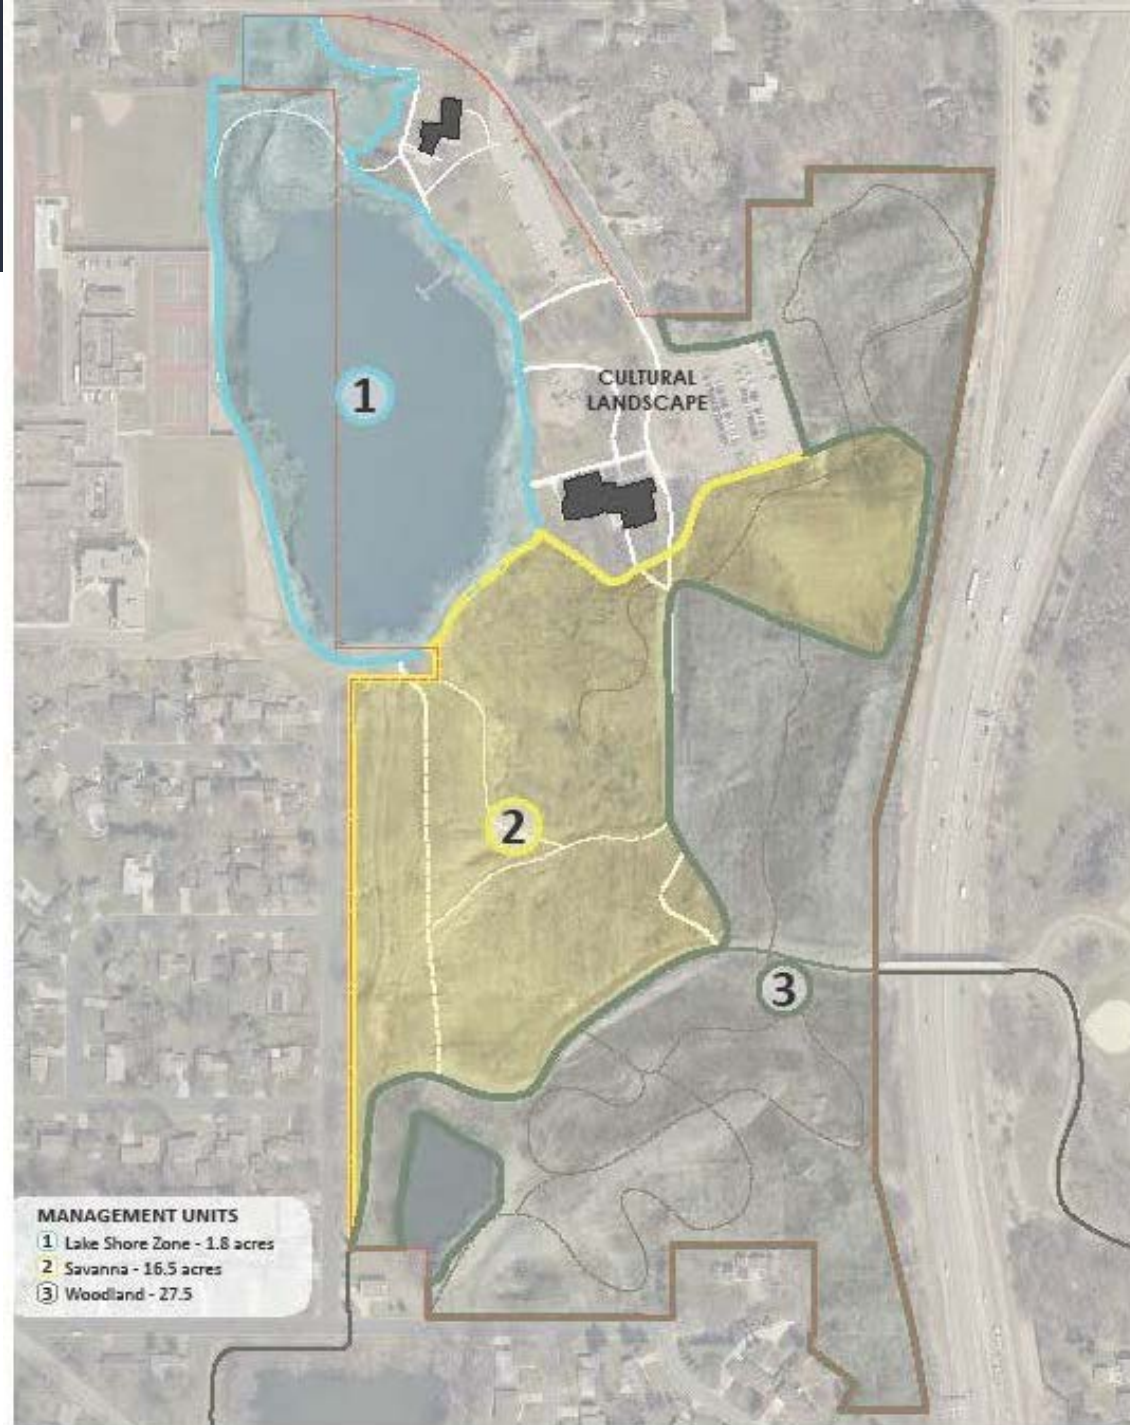 1
CULTURAL
LANDSCAPE
2
3
MANAGEMENT UNITS
1 Lake Shore Zone - 1.8 acres
2 Savanna - 16.5 acres
3 Woodland - 27.5